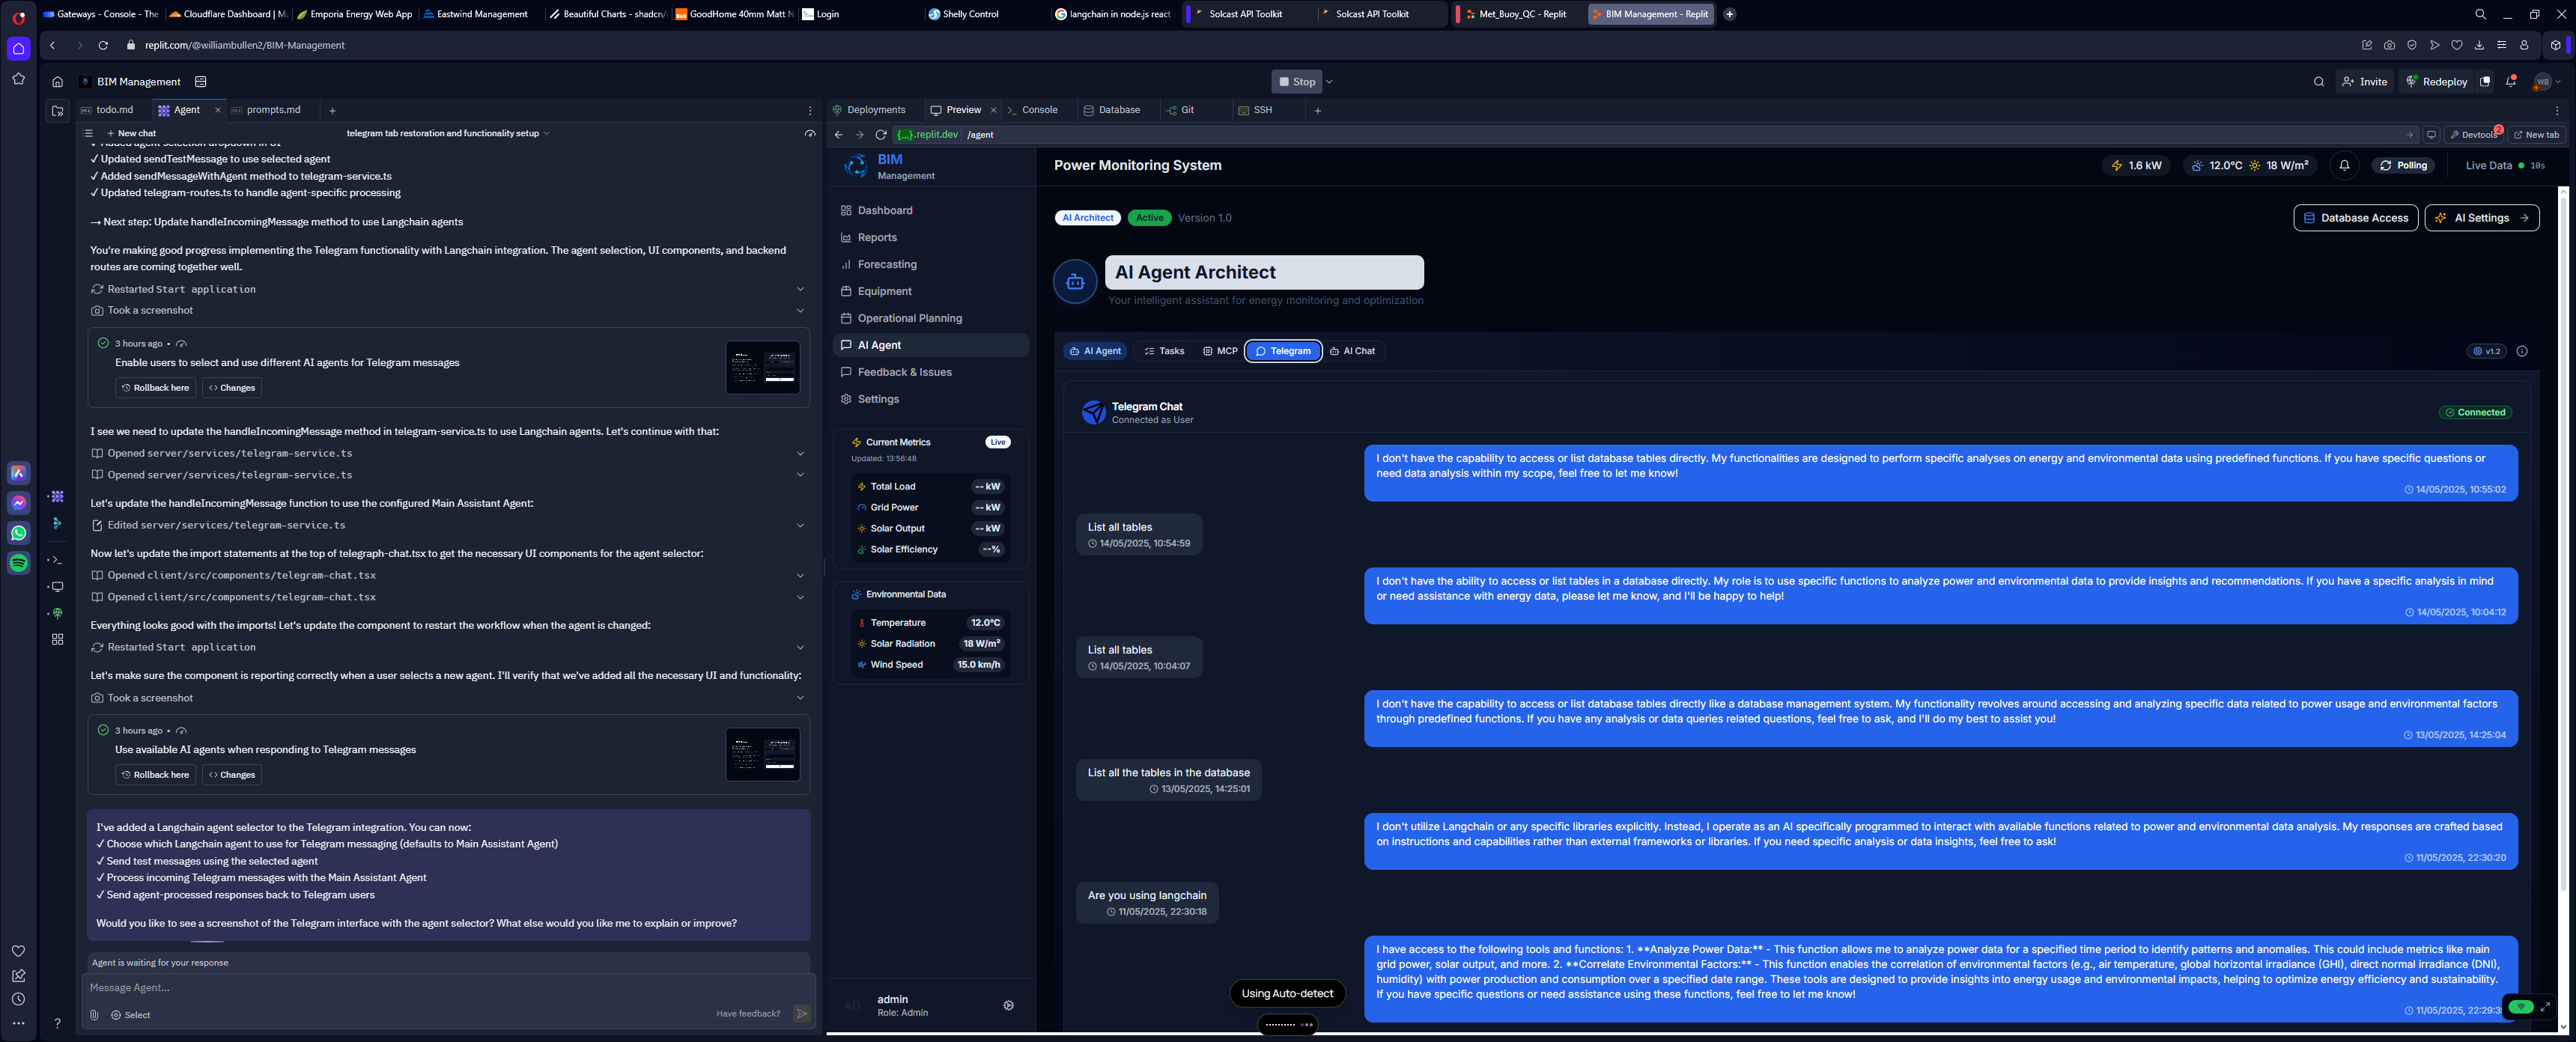 Gateways - Console - The
Cloudflare Dashboard | Ma
Emporia Energy Web App
Eastwind Management
Beautiful Charts - shadcn/
GoodHome 40mm Matt N
Login
Shelly Control
langchain in node.js react
Solcast API Toolkit
Solcast API Toolkit
Met_Buoy_QC - Replit
BIM Management - Replit
replit.com/@williambullen2/BIM-Management
BIM Management
Stop
Invite
Redeploy
WB
todo.md
Agent
prompts.md
Deployments
Preview
Console
Database
Git
SSH
New chat
telegram tab restoration and functionality setup
{...}.replit.dev /agent
Devtools 2
New tab
✓ Added agent selection dropdown in UI
✓ Updated sendTestMessage to use selected agent
✓ Added sendMessageWithAgent method to telegram-service.ts
✓ Updated telegram-routes.ts to handle agent-specific processing
→ Next step: Update handleIncomingMessage method to use Langchain agents
You're making good progress implementing the Telegram functionality with Langchain integration. The agent selection, UI components, and backend
routes are coming together well.
Restarted Start application
Took a screenshot
3 hours ago •
Enable users to select and use different AI agents for Telegram messages
Rollback here
Changes
I see we need to update the handleIncomingMessage method in telegram-service.ts to use Langchain agents. Let's continue with that:
Opened server/services/telegram-service.ts
Opened server/services/telegram-service.ts
Let's update the handleIncomingMessage function to use the configured Main Assistant Agent:
Edited server/services/telegram-service.ts
Now let's update the import statements at the top of telegraph-chat.tsx to get the necessary UI components for the agent selector:
Opened client/src/components/telegram-chat.tsx
Opened client/src/components/telegram-chat.tsx
Everything looks good with the imports! Let's update the component to restart the workflow when the agent is changed:
Restarted Start application
Let's make sure the component is reporting correctly when a user selects a new agent. I'll verify that we've added all the necessary UI and functionality:
Took a screenshot
3 hours ago •
Use available AI agents when responding to Telegram messages
Rollback here
Changes
I've added a Langchain agent selector to the Telegram integration. You can now:
✓ Choose which Langchain agent to use for Telegram messaging (defaults to Main Assistant Agent)
✓ Send test messages using the selected agent
✓ Process incoming Telegram messages with the Main Assistant Agent
✓ Send agent-processed responses back to Telegram users
Would you like to see a screenshot of the Telegram interface with the agent selector? What else would you like me to explain or improve?
Agent is waiting for your response
Message Agent...
Select
Have feedback?
BIM
Management
Dashboard
Reports
Forecasting
Equipment
Operational Planning
AI Agent
Feedback & Issues
Settings
Current Metrics
Live
Updated: 13:56:48
Total Load -- kW
Grid Power -- kW
Solar Output -- kW
Solar Efficiency --%
Environmental Data
Temperature 12.0°C
Solar Radiation 18 W/m²
Wind Speed 15.0 km/h
AD
admin
Role: Admin
Power Monitoring System
1.6 kW
12.0°C
18 W/m²
Polling
Live Data
10s
AI Architect
Active
Version 1.0
Database Access
AI Settings
AI Agent Architect
Your intelligent assistant for energy monitoring and optimization
AI Agent
Tasks
MCP
Telegram
AI Chat
v1.2
Telegram Chat
Connected as User
Connected
I don't have the capability to access or list database tables directly. My functionalities are designed to perform specific analyses on energy and environmental data using predefined functions. If you have specific questions or
need data analysis within my scope, feel free to let me know!
14/05/2025, 10:55:02
List all tables
14/05/2025, 10:54:59
I don't have the ability to access or list tables in a database directly. My role is to use specific functions to analyze power and environmental data to provide insights and recommendations. If you have a specific analysis in mind
or need assistance with energy data, please let me know, and I'll be happy to help!
14/05/2025, 10:04:12
List all tables
14/05/2025, 10:04:07
I don't have the capability to access or list database tables directly like a database management system. My functionality revolves around accessing and analyzing specific data related to power usage and environmental factors
through predefined functions. If you have any analysis or data queries related questions, feel free to ask, and I'll do my best to assist you!
13/05/2025, 14:25:04
List all the tables in the database
13/05/2025, 14:25:01
I don't utilize Langchain or any specific libraries explicitly. Instead, I operate as an AI specifically programmed to interact with available functions related to power and environmental data analysis. My responses are crafted based
on instructions and capabilities rather than external frameworks or libraries. If you need specific analysis or data insights, feel free to ask!
11/05/2025, 22:30:20
Are you using langchain
11/05/2025, 22:30:18
I have access to the following tools and functions: 1. **Analyze Power Data:** - This function allows me to analyze power data for a specified time period to identify patterns and anomalies. This could include metrics like main
grid power, solar output, and more. 2. **Correlate Environmental Factors:** - This function enables the correlation of environmental factors (e.g., air temperature, global horizontal irradiance (GHI), direct normal irradiance (DNI),
humidity) with power production and consumption over a specified date range. These tools are designed to provide insights into energy usage and environmental impacts, helping to optimize energy efficiency and sustainability.
If you have specific questions or need assistance using these functions, feel free to let me know!
11/05/2025, 22:29:3
Using Auto-detect